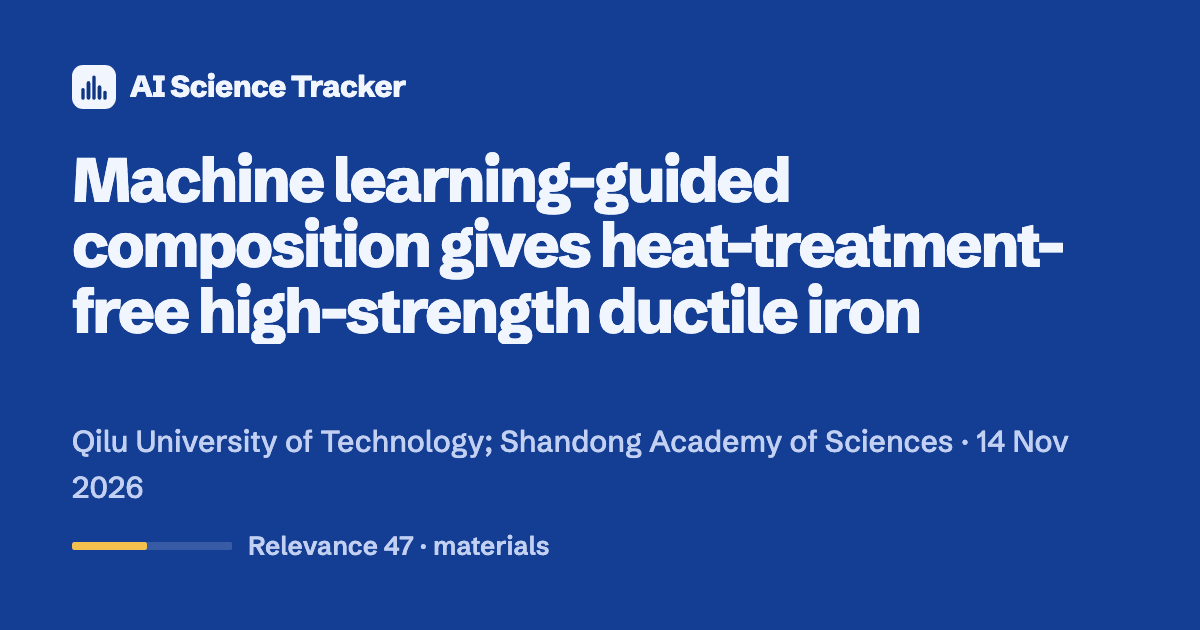 AI Science Tracker
Machine learning-guided
composition gives heat-treatment-
free high-strength ductile iron
Qilu University of Technology; Shandong Academy of Sciences · 14 Nov
2026
Relevance 47 · materials